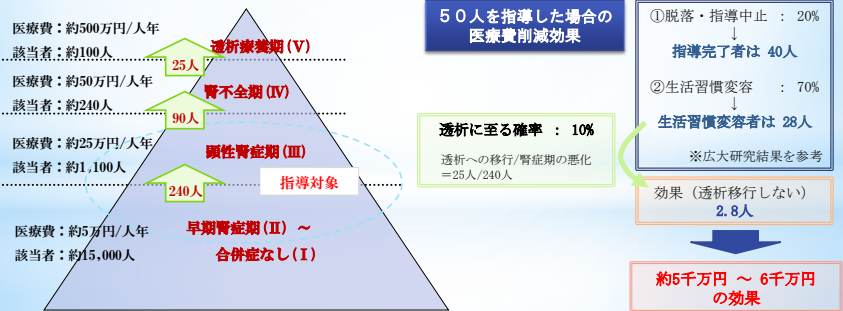 医療費：約500万円/人年
該当者：約100人
医療費：約50万円/人年
該当者：約240人
医療費：約25万円/人年
該当者：約1,100人
医療費：約5万円/人年
該当者：約15,000人
透析療養期(Ⅴ)
25人
腎不全期(Ⅳ)
90人
顕性腎症期(Ⅲ)
240人
指導対象
早期腎症期(Ⅱ) ～
合併症なし(Ⅰ)
５０人を指導した場合の
医療費削減効果
透析に至る確率 ： 10%
透析への移行/腎症期の悪化
＝25人/240人
①脱落・指導中止 ： 20%
↓
指導完了者は 40人
②生活習慣変容 ： 70%
↓
生活習慣変容者は 28人
※広大研究結果を参考
効果（透析移行しない）
2.8人
約5千万円 ～ 6千万円
の効果